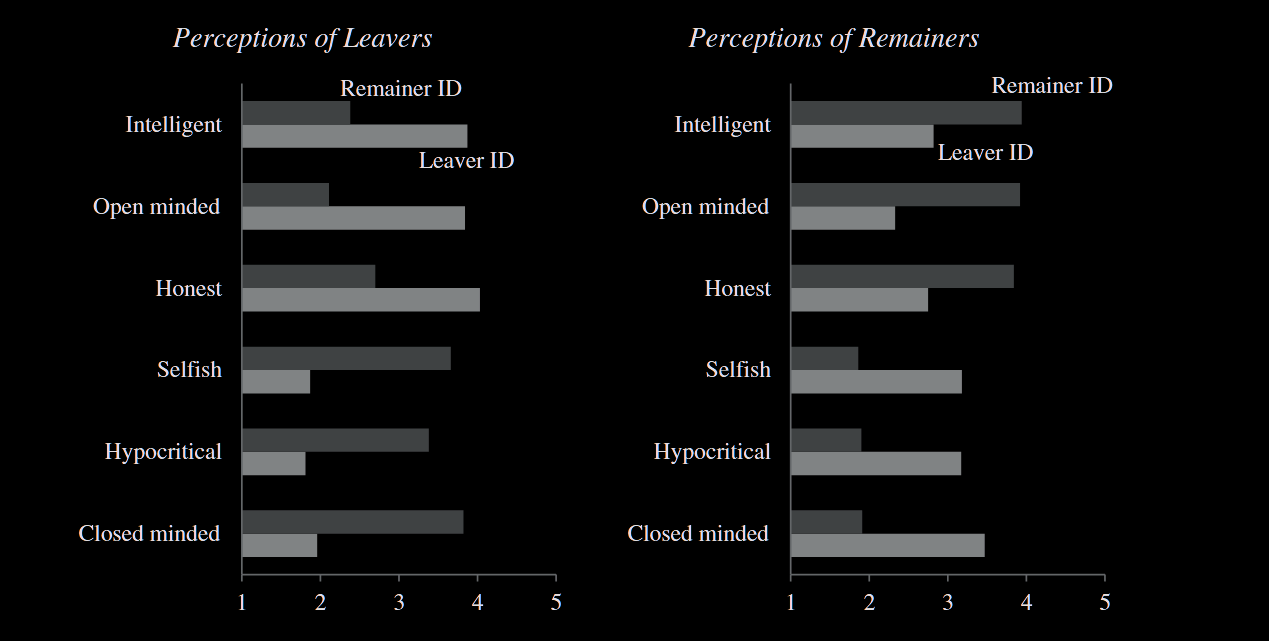 Perceptions of Leavers
Remainer ID
Intelligent
Leaver ID
Open minded
Honest
Selfish
Hypocritical
Closed minded
1 2 3 4 5
Perceptions of Remainers
Remainer ID
Intelligent
Leaver ID
Open minded
Honest
Selfish
Hypocritical
Closed minded
1 2 3 4 5